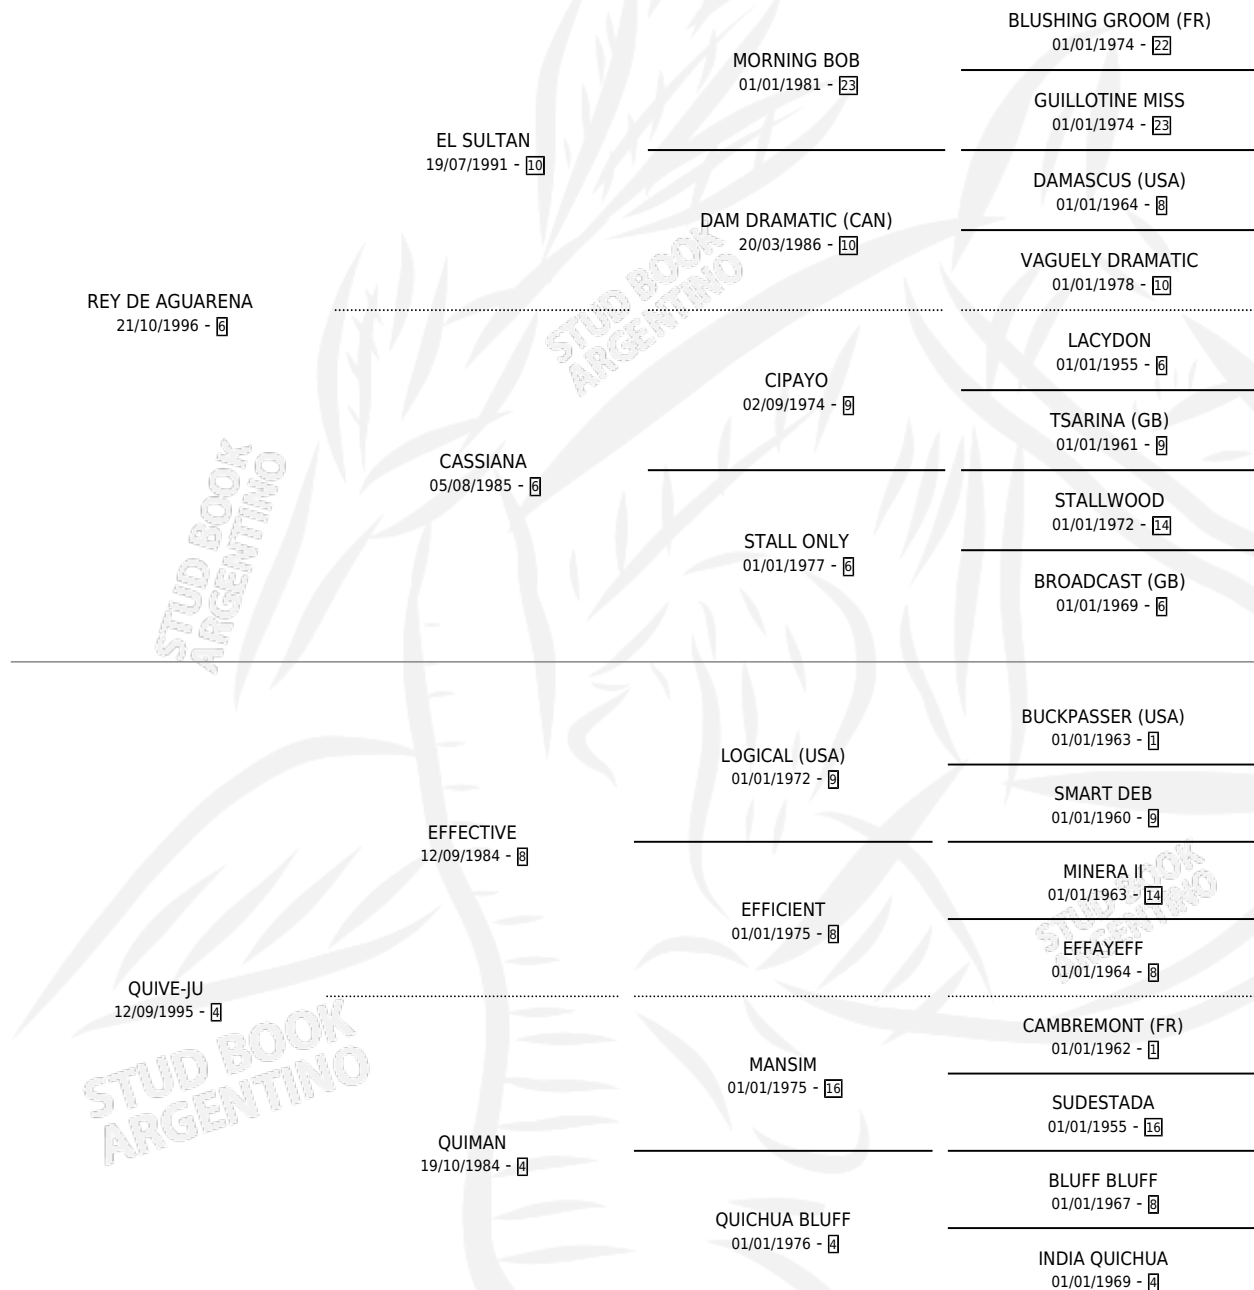 BLUSHING GROOM (FR)
01/01/1974 - 22
MORNING BOB
01/01/1981 - 23
GUILLOTINE MISS
01/01/1974 - 23
EL SULTAN
19/07/1991 - 10
DAMASCUS (USA)
01/01/1964 - 8
DAM DRAMATIC (CAN)
20/03/1986 - 10
VAGUELY DRAMATIC
01/01/1978 - 10
REY DE AGUARENA
21/10/1996 - 6
LACYDON
01/01/1955 - 6
CIPAYO
02/09/1974 - 9
TSARINA (GB)
01/01/1961 - 9
CASSIANA
05/08/1985 - 6
STALLWOOD
01/01/1972 - 14
STALL ONLY
01/01/1977 - 6
BROADCAST (GB)
01/01/1969 - 6
STUD BOOK
ARGENTINO
STUD BOOK
ARGENTINO
BUCKPASSER (USA)
01/01/1963 - 1
LOGICAL (USA)
01/01/1972 - 9
SMART DEB
01/01/1960 - 9
EFFECTIVE
12/09/1984 - 8
MINERA II
01/01/1963 - 14
EFFICIENT
01/01/1975 - 8
EFFAYEFF
01/01/1964 - 8
QUIVE-JU
12/09/1995 - 4
CAMBREMONT (FR)
01/01/1962 - 1
MANSIM
01/01/1975 - 16
SUDESTADA
01/01/1955 - 16
QUIMAN
19/10/1984 - 4
BLUFF BLUFF
01/01/1967 - 8
QUICHUA BLUFF
01/01/1976 - 4
INDIA QUICHUA
01/01/1969 - 4
STUD BOOK
ARGENTINO
STUD BOOK
ARGENTINO